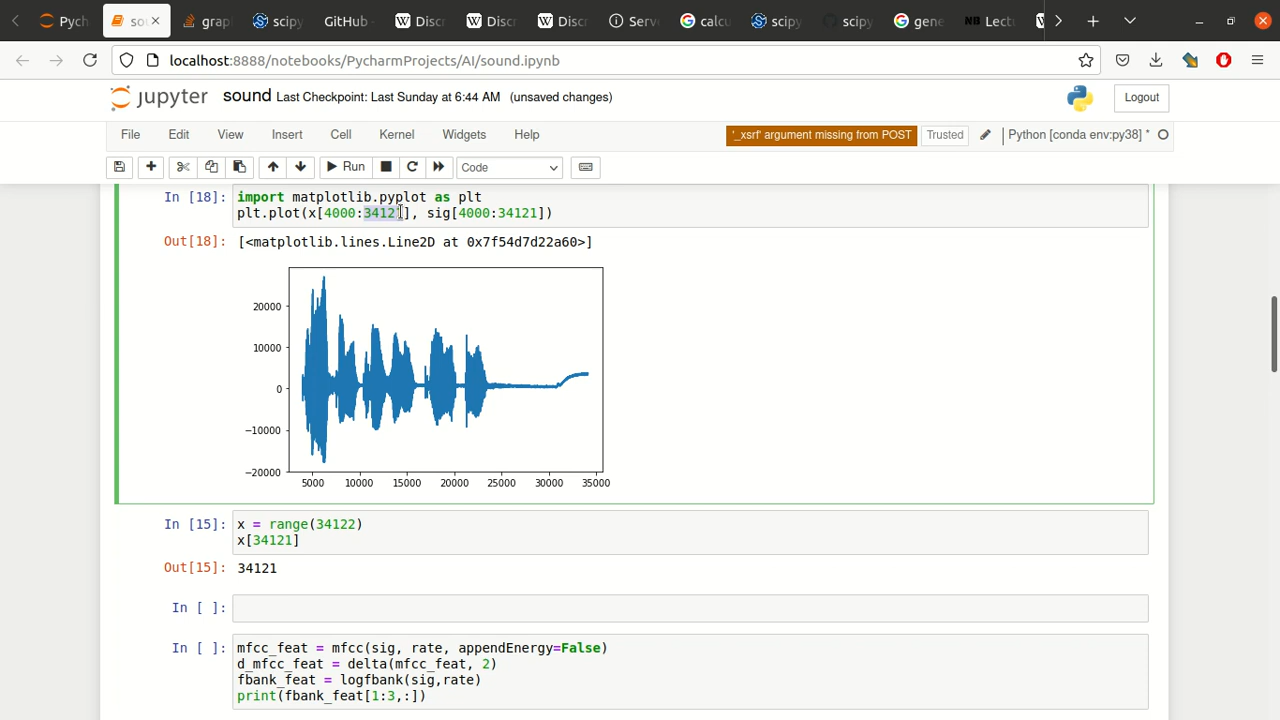 Pych
sou
grap
scipy
GitHub
Discr
Discr
Discr
Serv
calcu
scipy
scipy
gene
NB Lectu
localhost:8888/notebooks/PycharmProjects/AI/sound.ipynb
jupyter sound Last Checkpoint: Last Sunday at 6:44 AM (unsaved changes)
Logout
File Edit View Insert Cell Kernel Widgets Help
'_xsrf' argument missing from POST
Trusted
Python [conda env:py38] *
Run
Code
In [18]: import matplotlib.pyplot as plt
plt.plot(x[4000:34121], sig[4000:34121])
Out[18]: [<matplotlib.lines.Line2D at 0x7f54d7d22a60>]
20000
10000
0
−10000
−20000
5000 10000 15000 20000 25000 30000 35000
In [15]: x = range(34122)
x[34121]
Out[15]: 34121
In [ ]:
In [ ]: mfcc_feat = mfcc(sig, rate, appendEnergy=False)
d_mfcc_feat = delta(mfcc_feat, 2)
fbank_feat = logfbank(sig,rate)
print(fbank_feat[1:3,:])